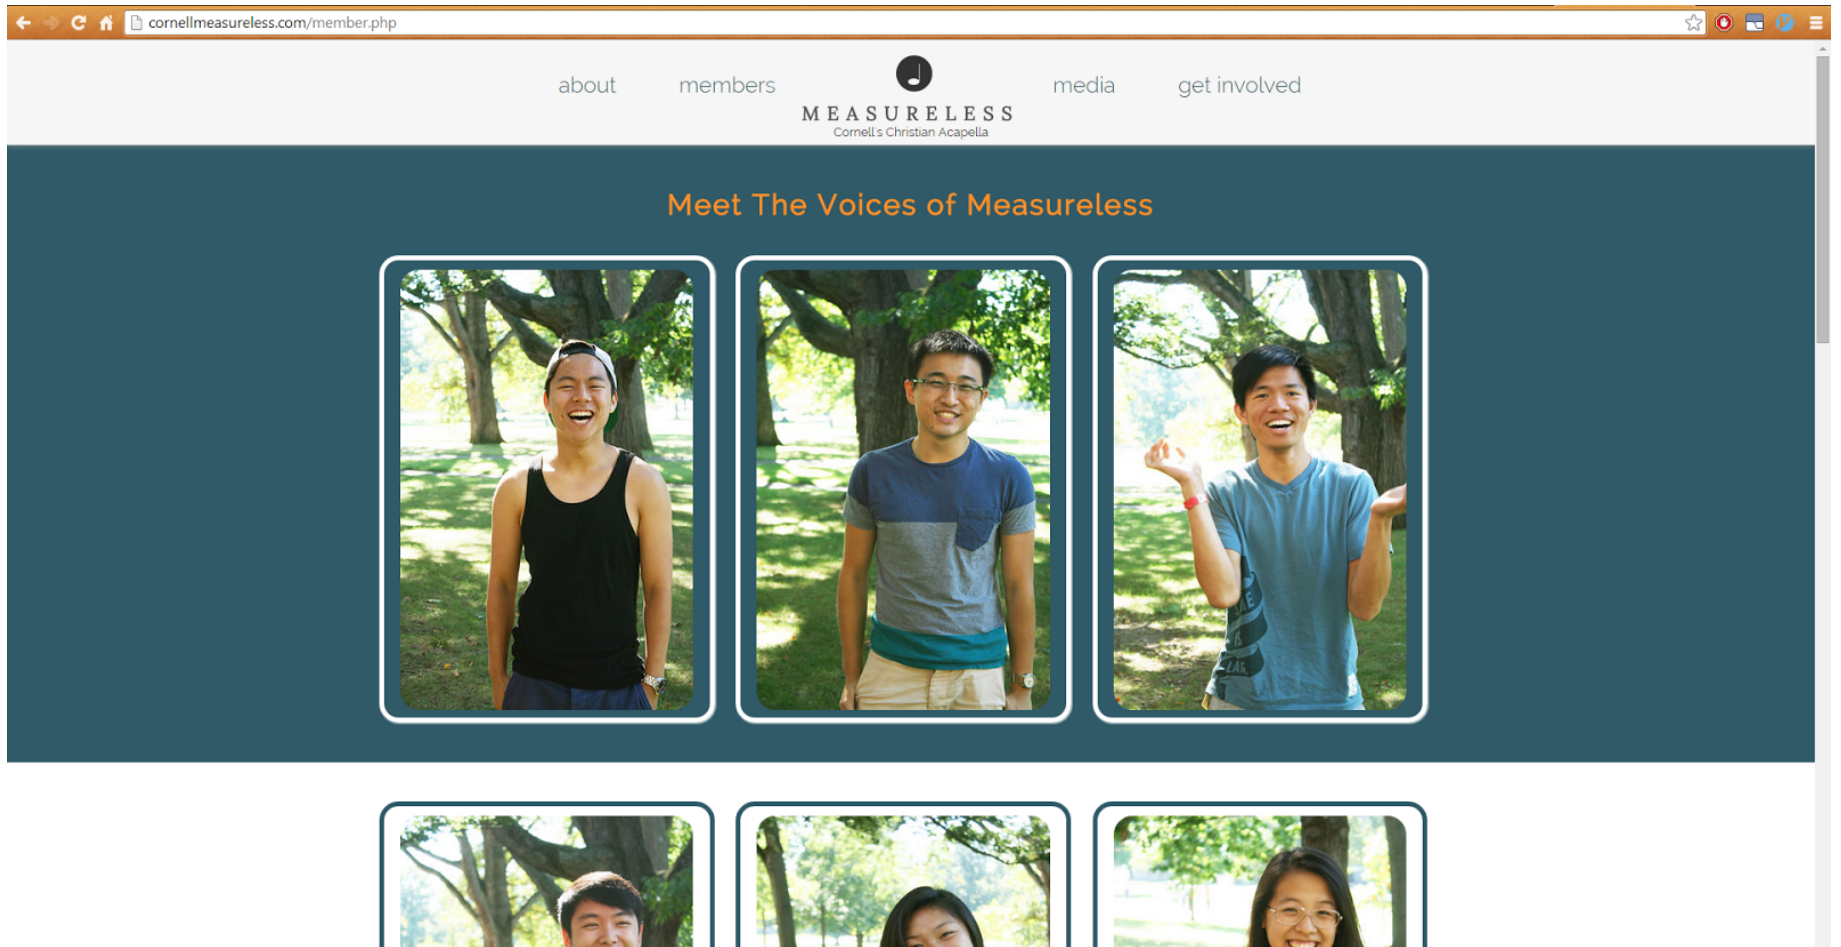 cornellmeasureless.com/member.php
about
members
MEASURELESS
Cornell's Christian Acapella
media
get involved
Meet The Voices of Measureless